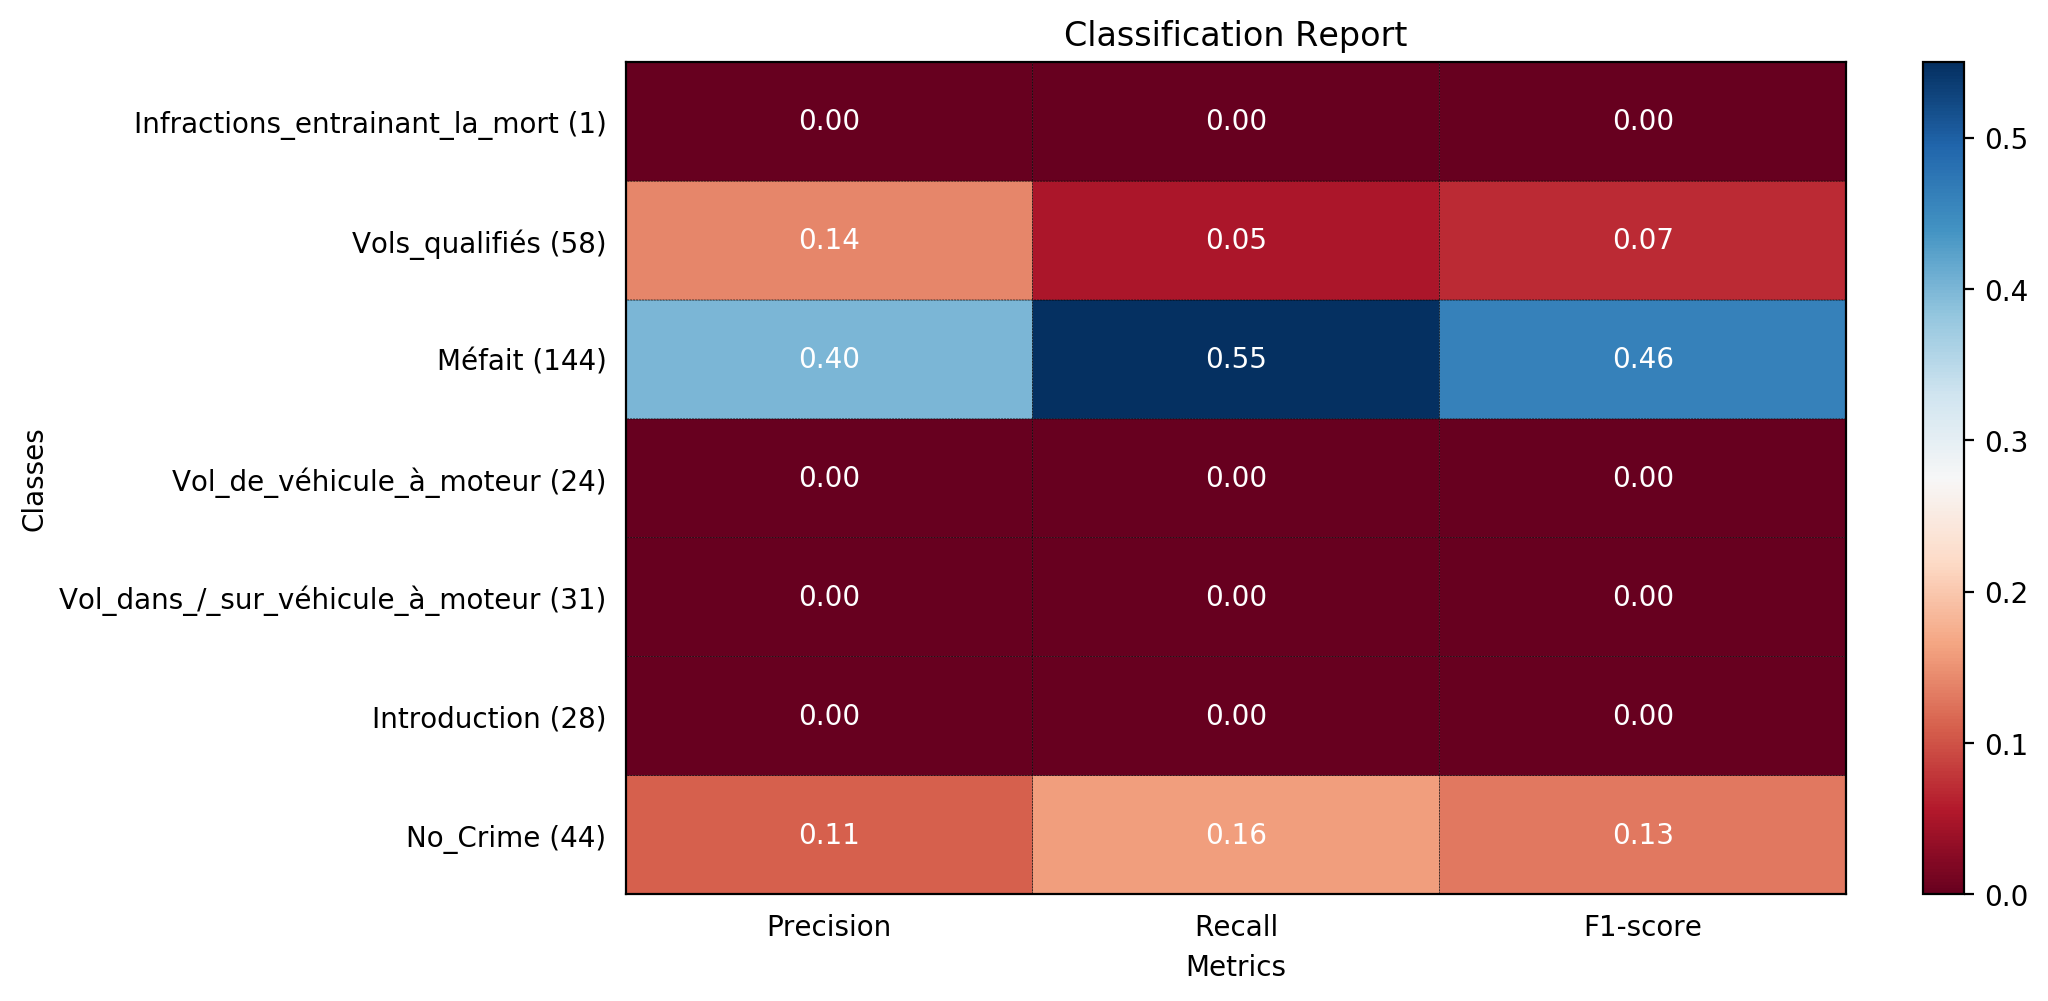 Classification Report
Infractions_entrainant_la_mort (1)
0.00 0.00 0.00
Vols_qualifiés (58)
0.14 0.05 0.07
Méfait (144)
0.40 0.55 0.46
Vol_de_véhicule_à_moteur (24)
0.00 0.00 0.00
Vol_dans_/_sur_véhicule_à_moteur (31)
0.00 0.00 0.00
Introduction (28)
0.00 0.00 0.00
No_Crime (44)
0.11 0.16 0.13
Classes
Precision Recall F1-score
Metrics
0.5
0.4
0.3
0.2
0.1
0.0